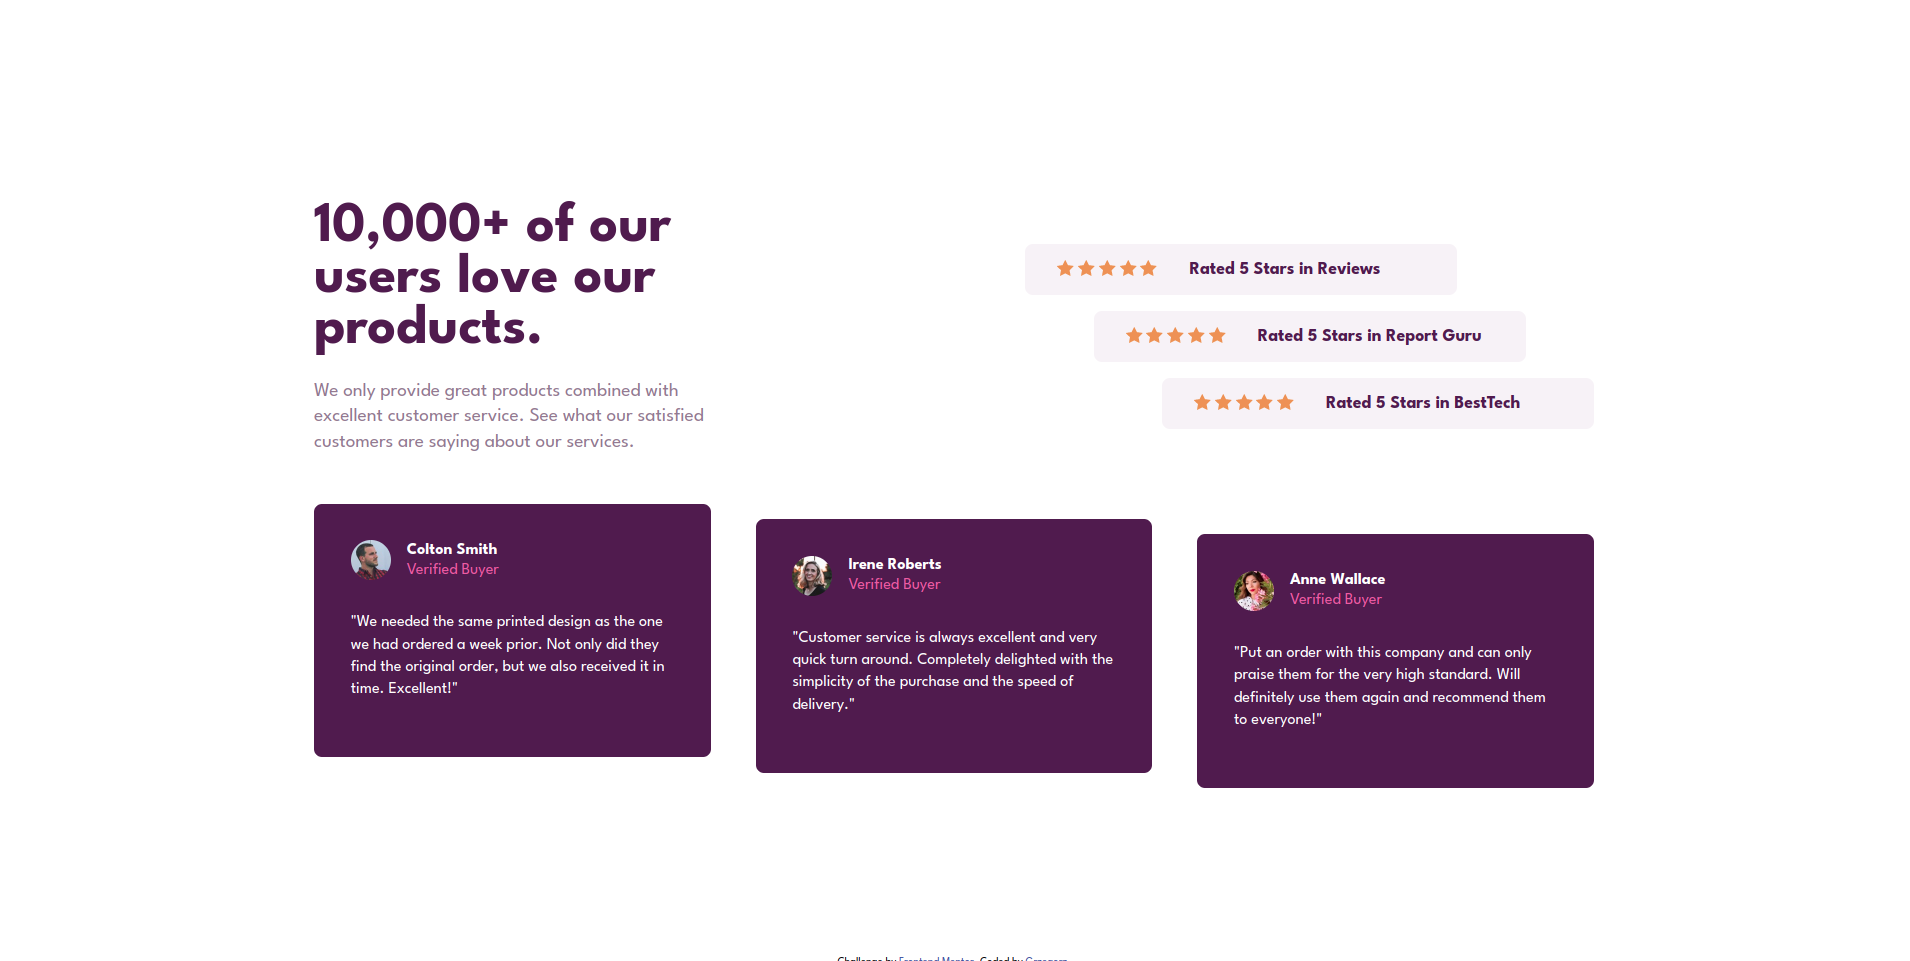 10,000+ of our
users love our
products.
We only provide great products combined with
excellent customer service. See what our satisfied
customers are saying about our services.
Rated 5 Stars in Reviews
Rated 5 Stars in Report Guru
Rated 5 Stars in BestTech
Colton Smith
Verified Buyer
"We needed the same printed design as the one
we had ordered a week prior. Not only did they
find the original order, but we also received it in
time. Excellent!"
Irene Roberts
Verified Buyer
"Customer service is always excellent and very
quick turn around. Completely delighted with the
simplicity of the purchase and the speed of
delivery."
Anne Wallace
Verified Buyer
"Put an order with this company and can only
praise them for the very high standard. Will
definitely use them again and recommend them
to everyone!"
Challenge by Frontend Mentor. Coded by